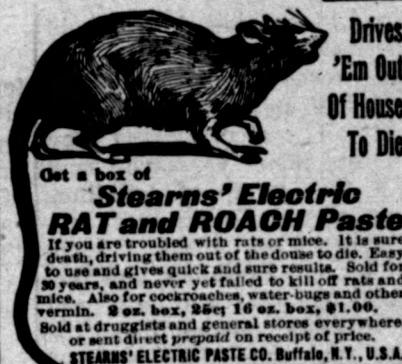 Drives
'Em Out
Of House
To Die
Get a box of
Stearns' Electric
RAT and ROACH Paste
If you are troubled with rats or mice. It is sure
death, driving them out of the douse to die. Easy
to use and gives quick and sure results. Sold for
30 years, and never yet failed to kill off rats and
mice. Also for cockroaches, water-bugs and other
vermin. 2 oz. box, 25c; 16 oz. box, $1.00.
Sold at druggists and general stores everywhere
or sent direct prepaid on receipt of price.
STEARNS' ELECTRIC PASTE CO. Buffalo, N.Y., U.S.A.